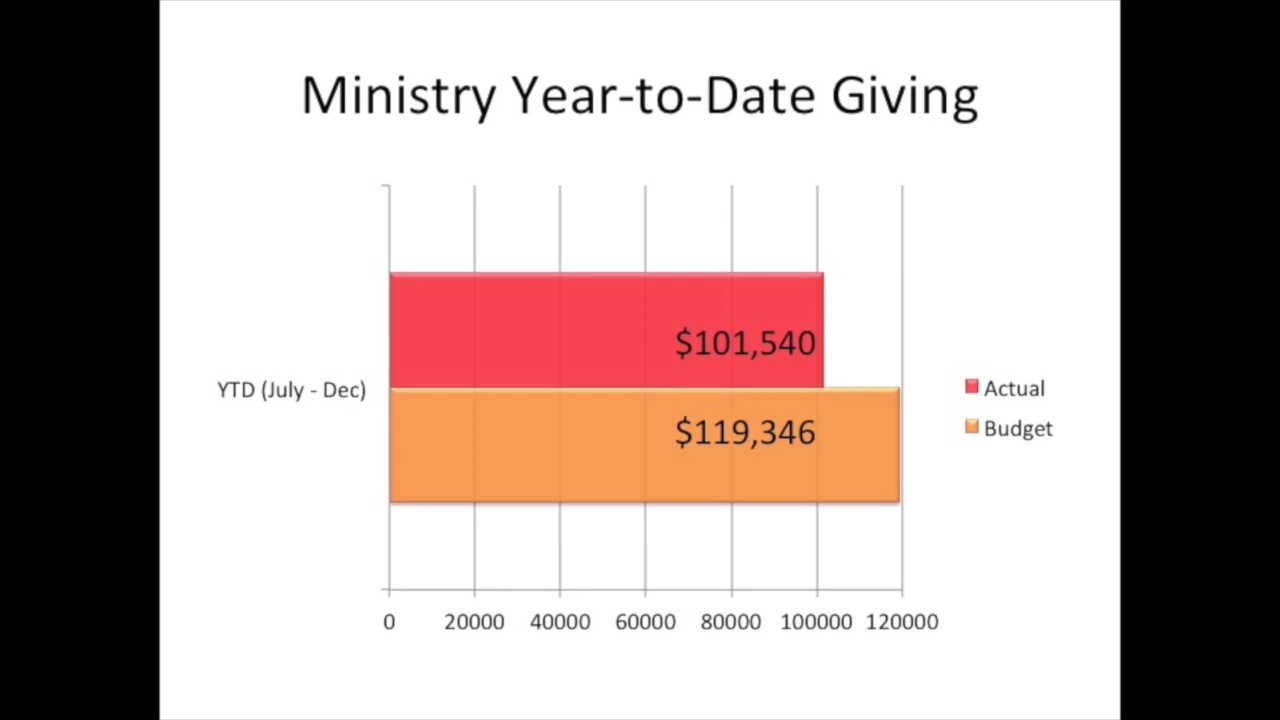 Ministry Year-to-Date Giving
$101,540
YTD (July - Dec)
$119,346
Actual
Budget
0 20000 40000 60000 80000 100000 120000